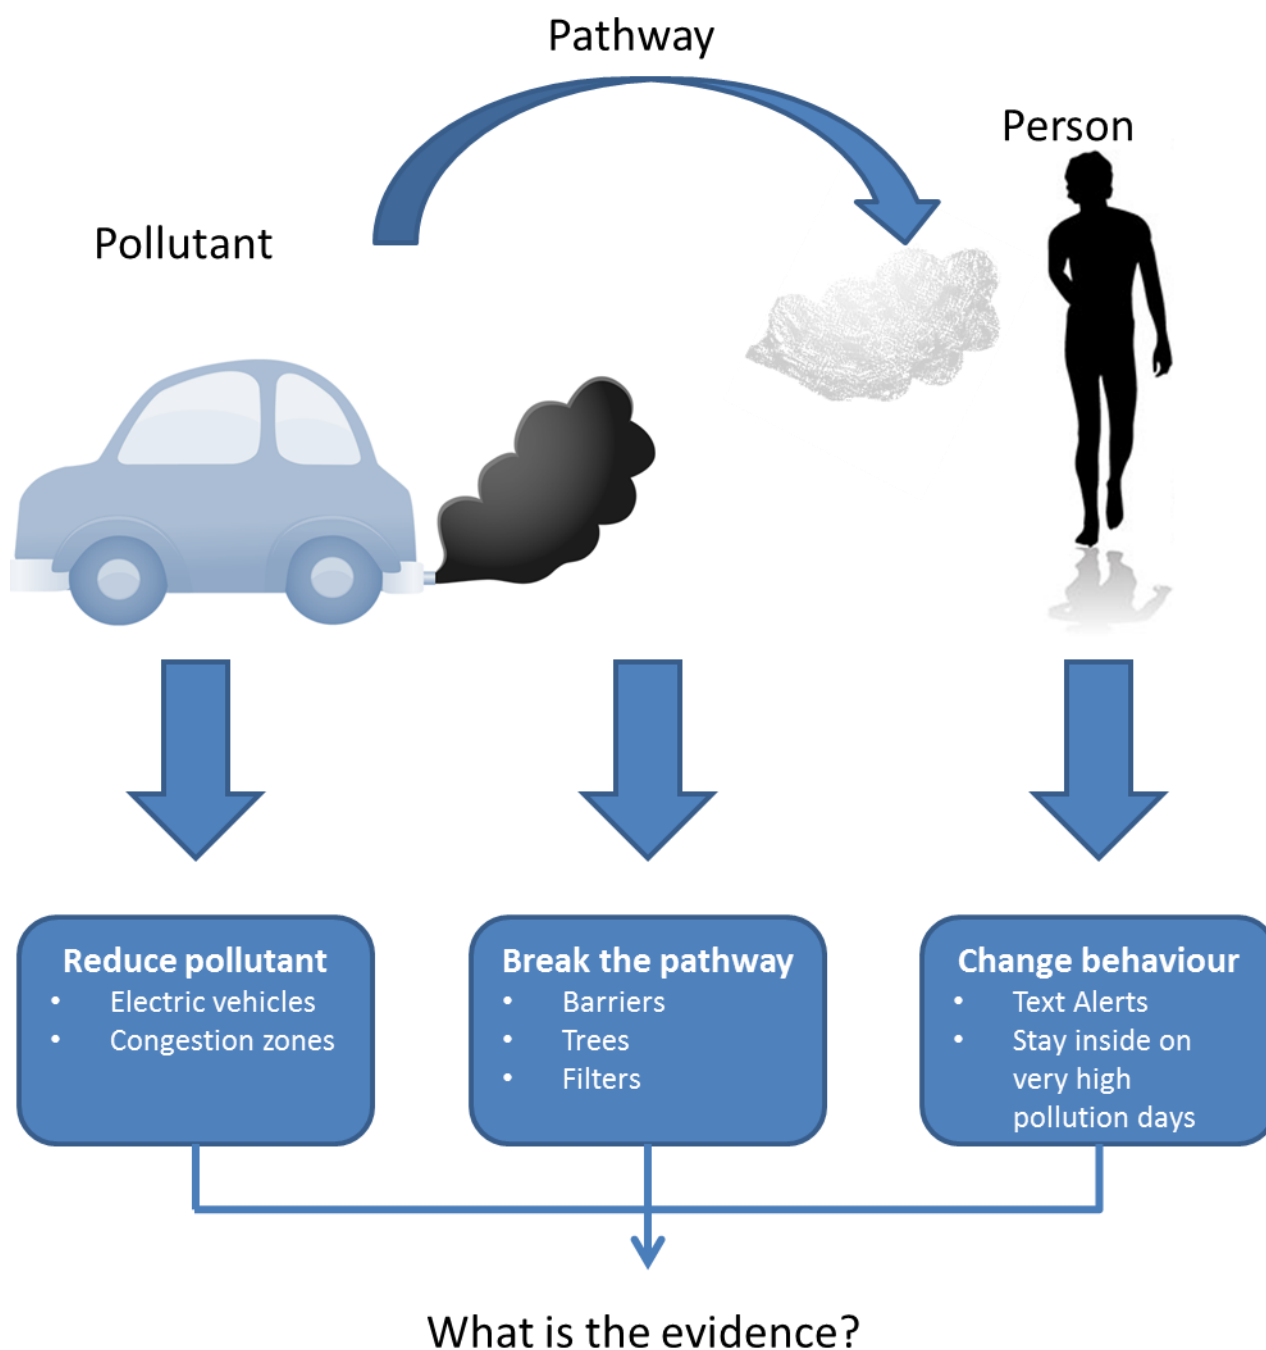 Pathway
Person
Pollutant
Reduce pollutant
• Electric vehicles
• Congestion zones
Break the pathway
• Barriers
• Trees
• Filters
Change behaviour
• Text Alerts
• Stay inside on
very high
pollution days
What is the evidence?